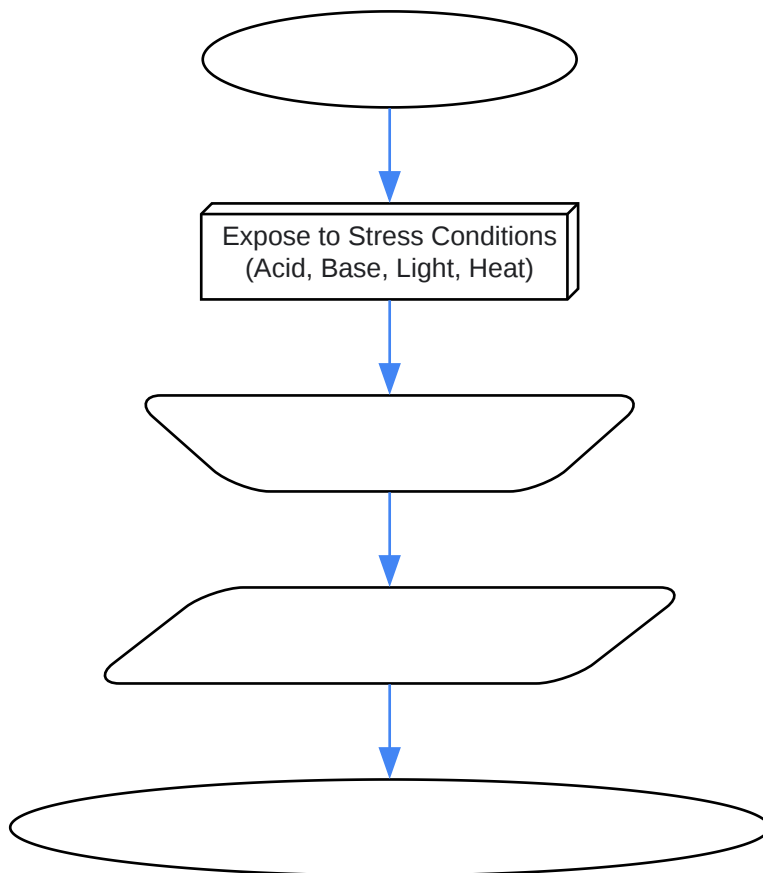 Expose to Stress Conditions
(Acid, Base, Light, Heat)